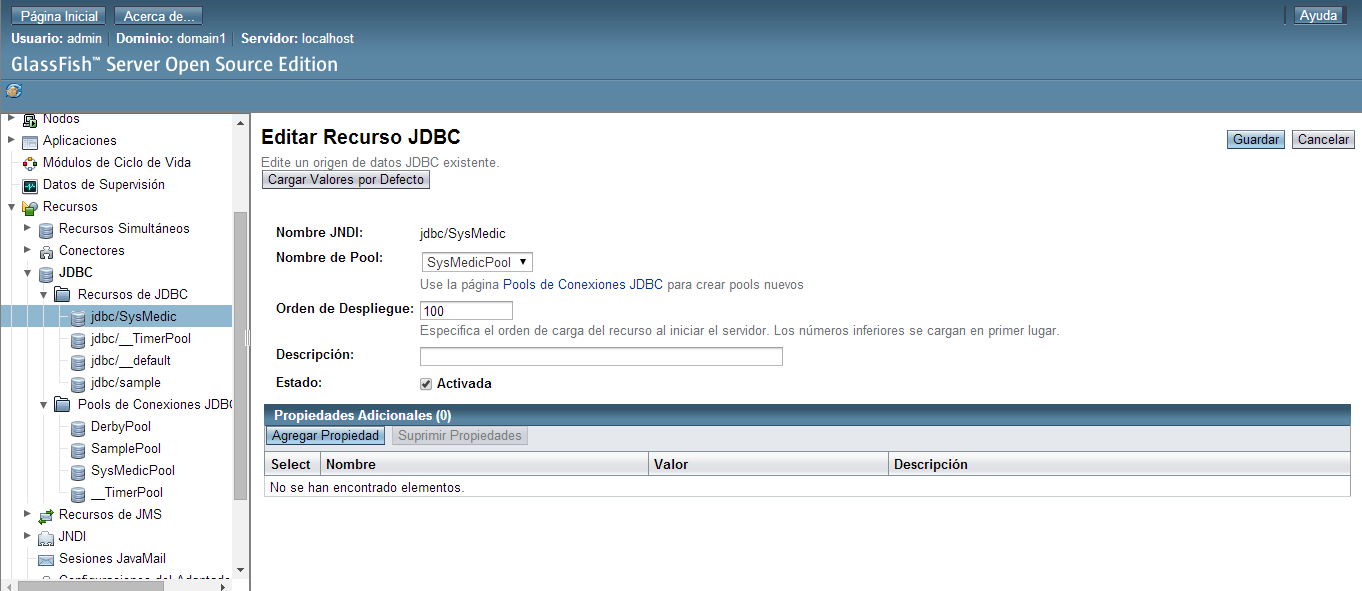 Página Inicial Acerca de... Ayuda
Usuario: admin Dominio: domain1 Servidor: localhost
GlassFish™ Server Open Source Edition
Nodos
Aplicaciones
Módulos de Ciclo de Vida
Datos de Supervisión
Recursos
Recursos Simultáneos
Conectores
JDBC
Recursos de JDBC
jdbc/SysMedic
jdbc/__TimerPool
jdbc/__default
jdbc/sample
Pools de Conexiones JDBC
DerbyPool
SamplePool
SysMedicPool
__TimerPool
Recursos de JMS
JNDI
Sesiones JavaMail
Configuraciones del Adaptado
Editar Recurso JDBC
Guardar Cancelar
Edite un origen de datos JDBC existente.
Cargar Valores por Defecto
Nombre JNDI: jdbc/SysMedic
Nombre de Pool: SysMedicPool
Use la página Pools de Conexiones JDBC para crear pools nuevos
Orden de Despliegue: 100
Especifica el orden de carga del recurso al iniciar el servidor. Los números inferiores se cargan en primer lugar.
Descripción:
Estado: Activada
Propiedades Adicionales (0)
Agregar Propiedad Suprimir Propiedades
Select Nombre Valor Descripción
No se han encontrado elementos.